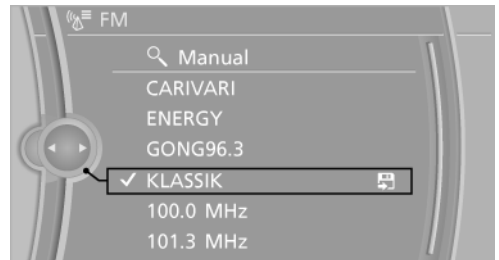 FM
Manual
CARIVARI
ENERGY
GONG96.3
KLASSIK
100.0 MHz
101.3 MHz